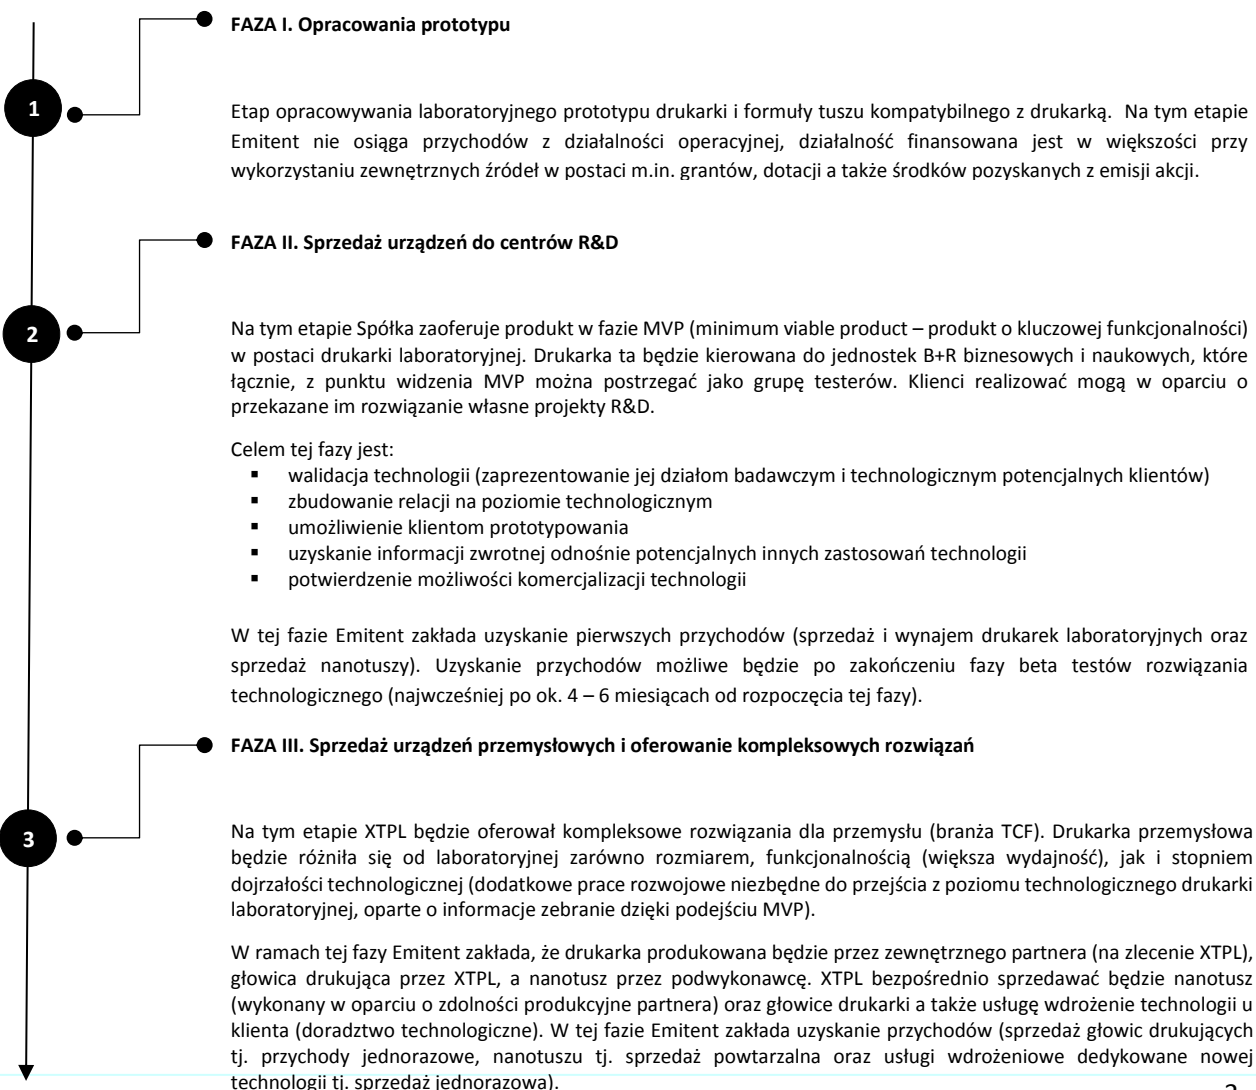 FAZA I. Opracowania prototypu
1
Etap opracowywania laboratoryjnego prototypu drukarki i formuły tuszu kompatybilnego z drukarką. Na tym etapie
Emitent nie osiąga przychodów z działalności operacyjnej, działalność finansowana jest w większości przy
wykorzystaniu zewnętrznych źródeł w postaci m.in. grantów, dotacji a także środków pozyskanych z emisji akcji.
FAZA II. Sprzedaż urządzeń do centrów R&D
2
Na tym etapie Spółka zaoferuje produkt w fazie MVP (minimum viable product – produkt o kluczowej funkcjonalności)
w postaci drukarki laboratoryjnej. Drukarka ta będzie kierowana do jednostek B+R biznesowych i naukowych, które
łącznie, z punktu widzenia MVP można postrzegać jako grupę testerów. Klienci realizować mogą w oparciu o
przekazane im rozwiązanie własne projekty R&D.
Celem tej fazy jest:
▪ walidacja technologii (zaprezentowanie jej działom badawczym i technologicznym potencjalnych klientów)
▪ zbudowanie relacji na poziomie technologicznym
▪ umożliwienie klientom prototypowania
▪ uzyskanie informacji zwrotnej odnośnie potencjalnych innych zastosowań technologii
▪ potwierdzenie możliwości komercjalizacji technologii
W tej fazie Emitent zakłada uzyskanie pierwszych przychodów (sprzedaż i wynajem drukarek laboratoryjnych oraz
sprzedaż nanotuszy). Uzyskanie przychodów możliwe będzie po zakończeniu fazy beta testów rozwiązania
technologicznego (najwcześniej po ok. 4 – 6 miesiącach od rozpoczęcia tej fazy).
FAZA III. Sprzedaż urządzeń przemysłowych i oferowanie kompleksowych rozwiązań
3
Na tym etapie XTPL będzie oferował kompleksowe rozwiązania dla przemysłu (branża TCF). Drukarka przemysłowa
będzie różniła się od laboratoryjnej zarówno rozmiarem, funkcjonalnością (większa wydajność), jak i stopniem
dojrzałości technologicznej (dodatkowe prace rozwojowe niezbędne do przejścia z poziomu technologicznego drukarki
laboratoryjnej, oparte o informacje zebranie dzięki podejściu MVP).
W ramach tej fazy Emitent zakłada, że drukarka produkowana będzie przez zewnętrznego partnera (na zlecenie XTPL),
głowica drukująca przez XTPL, a nanotusz przez podwykonawcę. XTPL bezpośrednio sprzedawać będzie nanotusz
(wykonany w oparciu o zdolności produkcyjne partnera) oraz głowice drukarki a także usługę wdrożenie technologii u
klienta (doradztwo technologiczne). W tej fazie Emitent zakłada uzyskanie przychodów (sprzedaż głowic drukujących
tj. przychody jednorazowe, nanotuszu tj. sprzedaż powtarzalna oraz usługi wdrożeniowe dedykowane nowej
technologii tj. sprzedaż jednorazowa).